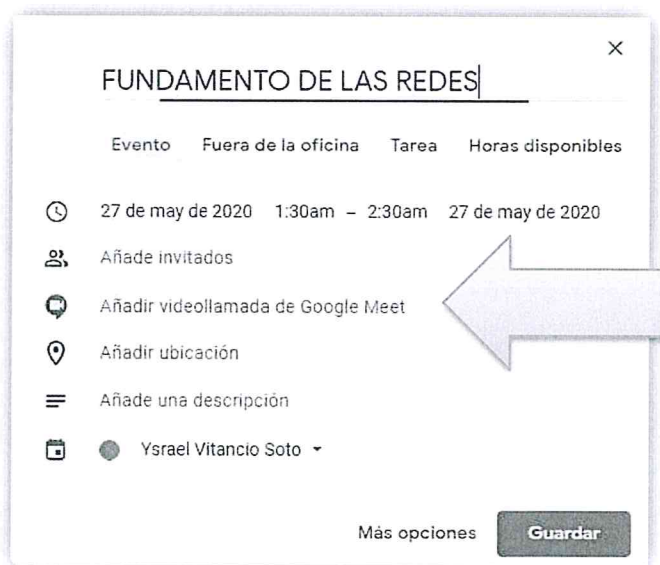 FUNDAMENTO DE LAS REDES
Evento Fuera de la oficina Tarea Horas disponibles
27 de may de 2020 1:30am – 2:30am 27 de may de 2020
Añade invitados
Añadir videollamada de Google Meet
Añadir ubicación
Añade una descripción
Ysrael Vitancio Soto
Más opciones Guardar